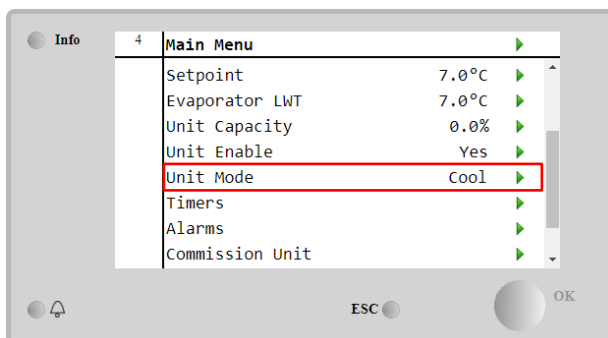 Info
4 Main Menu
Setpoint 7.0°C
Evaporator LWT 7.0°C
Unit Capacity 0.0%
Unit Enable Yes
Unit Mode Cool
Timers
Alarms
Commission Unit
ESC
OK